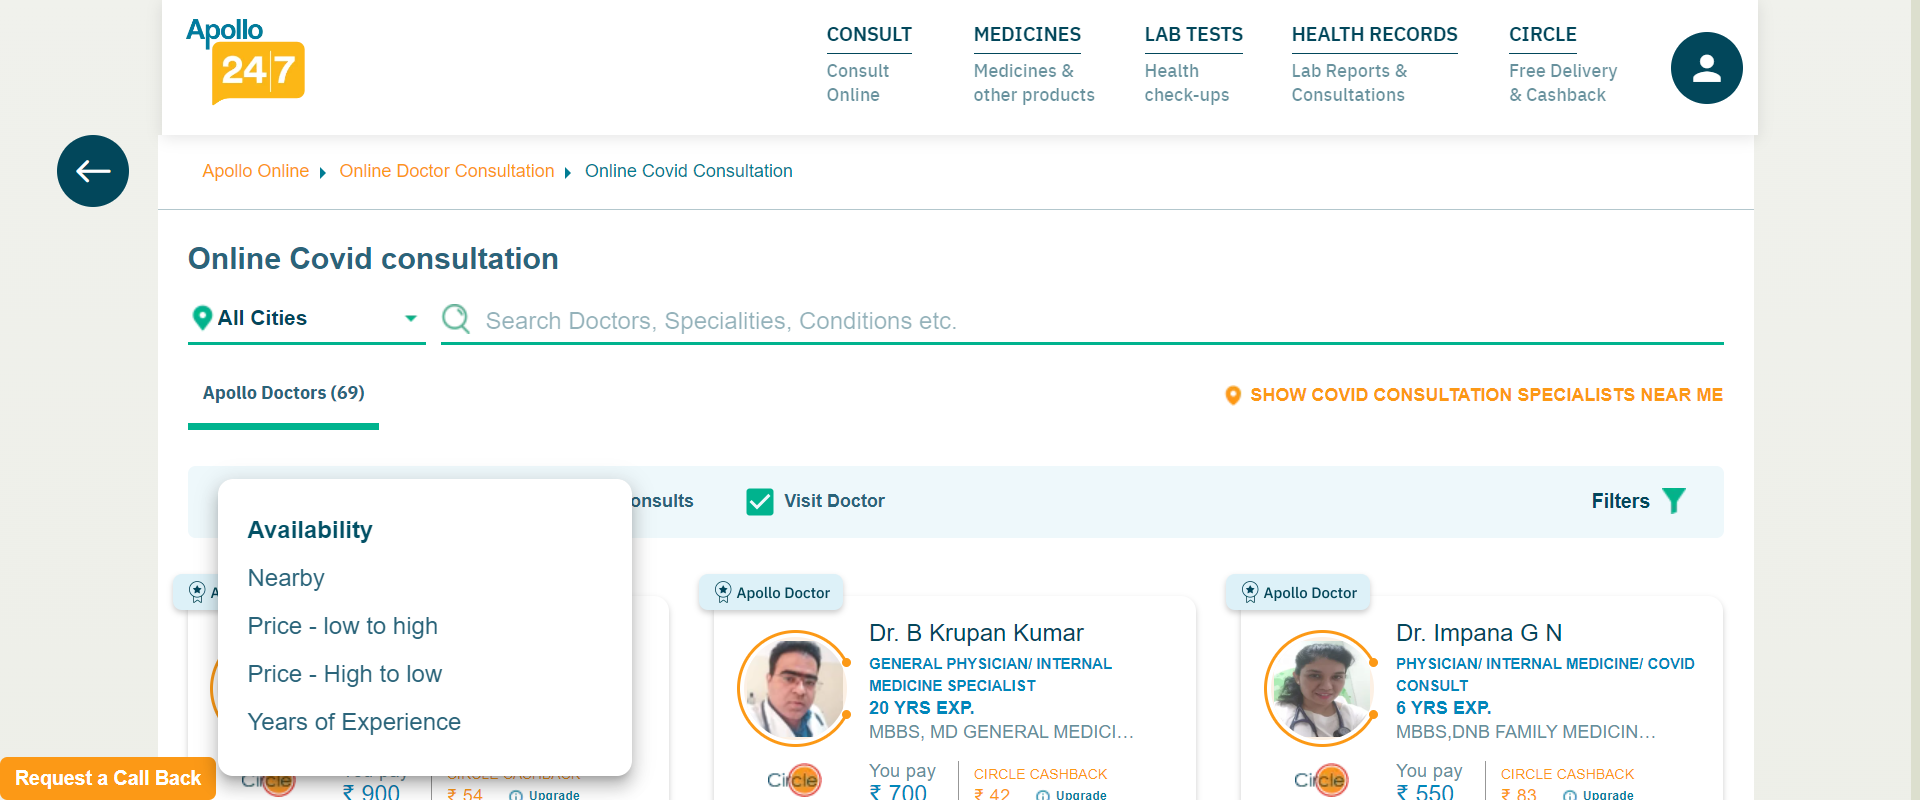 Apollo
24|7
CONSULT
Consult
Online
MEDICINES
Medicines &
other products
LAB TESTS
Health
check-ups
HEALTH RECORDS
Lab Reports &
Consultations
CIRCLE
Free Delivery
& Cashback
Apollo Online
Online Doctor Consultation
Online Covid Consultation
Online Covid consultation
All Cities
Search Doctors, Specialities, Conditions etc.
Apollo Doctors (69)
SHOW COVID CONSULTATION SPECIALISTS NEAR ME
onsults
Visit Doctor
Filters
Availability
Nearby
Price - low to high
Price - High to low
Years of Experience
Apollo Doctor
Dr. B Krupan Kumar
GENERAL PHYSICIAN/ INTERNAL
MEDICINE SPECIALIST
20 YRS EXP.
MBBS, MD GENERAL MEDICI...
Circle
You pay
₹ 700
CIRCLE CASHBACK
₹ 42
Upgrade
Apollo Doctor
Dr. Impana G N
PHYSICIAN/ INTERNAL MEDICINE/ COVID
CONSULT
6 YRS EXP.
MBBS,DNB FAMILY MEDICIN...
Circle
You pay
₹ 550
CIRCLE CASHBACK
₹ 83
Upgrade
Circle
You pay
₹ 900
CIRCLE CASHBACK
₹ 54
Upgrade
Request a Call Back